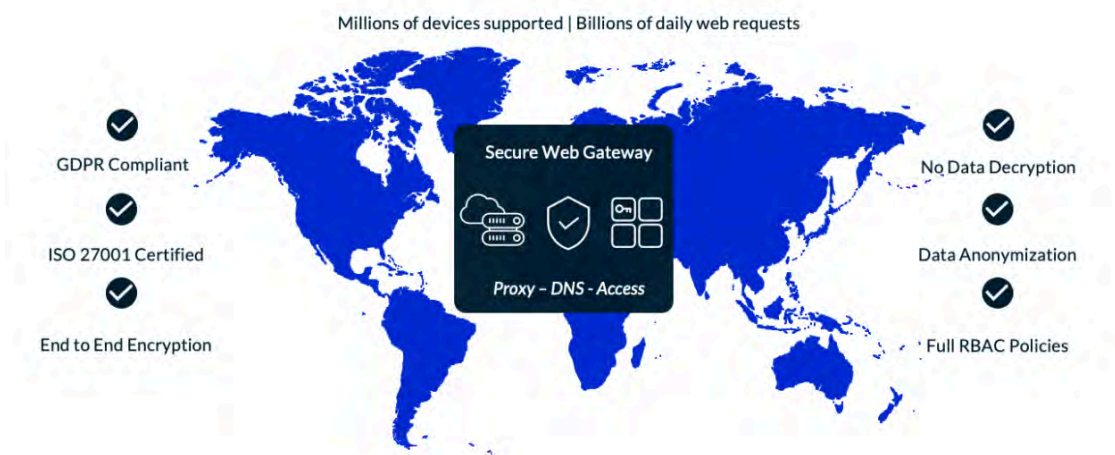 Millions of devices supported | Billions of daily web requests
GDPR Compliant
ISO 27001 Certified
End to End Encryption
Secure Web Gateway
Proxy – DNS - Access
No Data Decryption
Data Anonymization
Full RBAC Policies